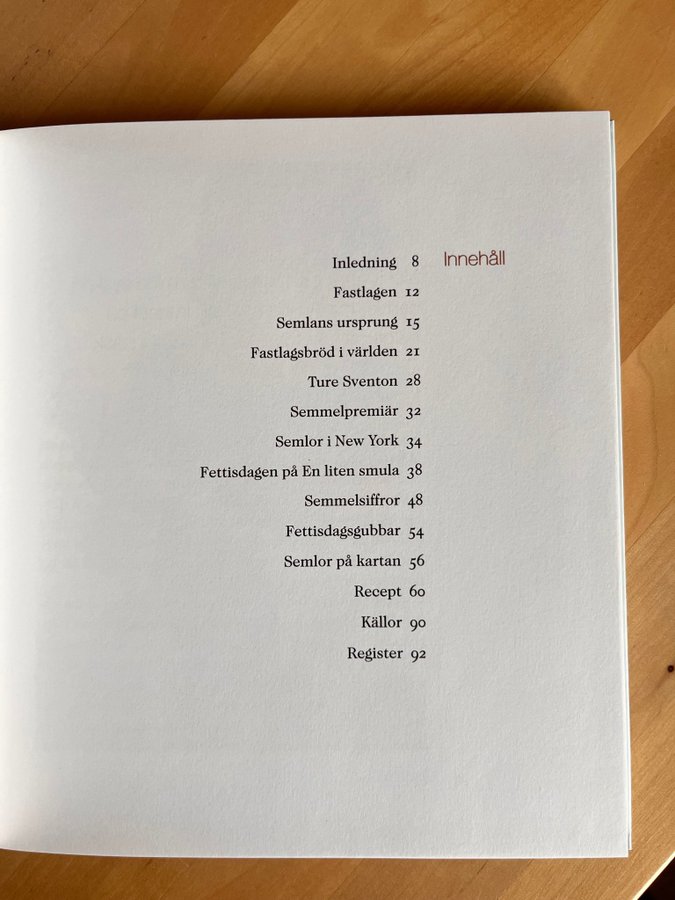 Innehåll
Inledning 8
Fastlagen 12
Semlans ursprung 15
Fastlagsbröd i världen 21
Ture Sventon 28
Semmelpremiär 32
Semlor i New York 34
Fettisdagen på En liten smula 38
Semmelsiffror 48
Fettisdagsgubbar 54
Semlor på kartan 56
Recept 60
Källor 90
Register 92